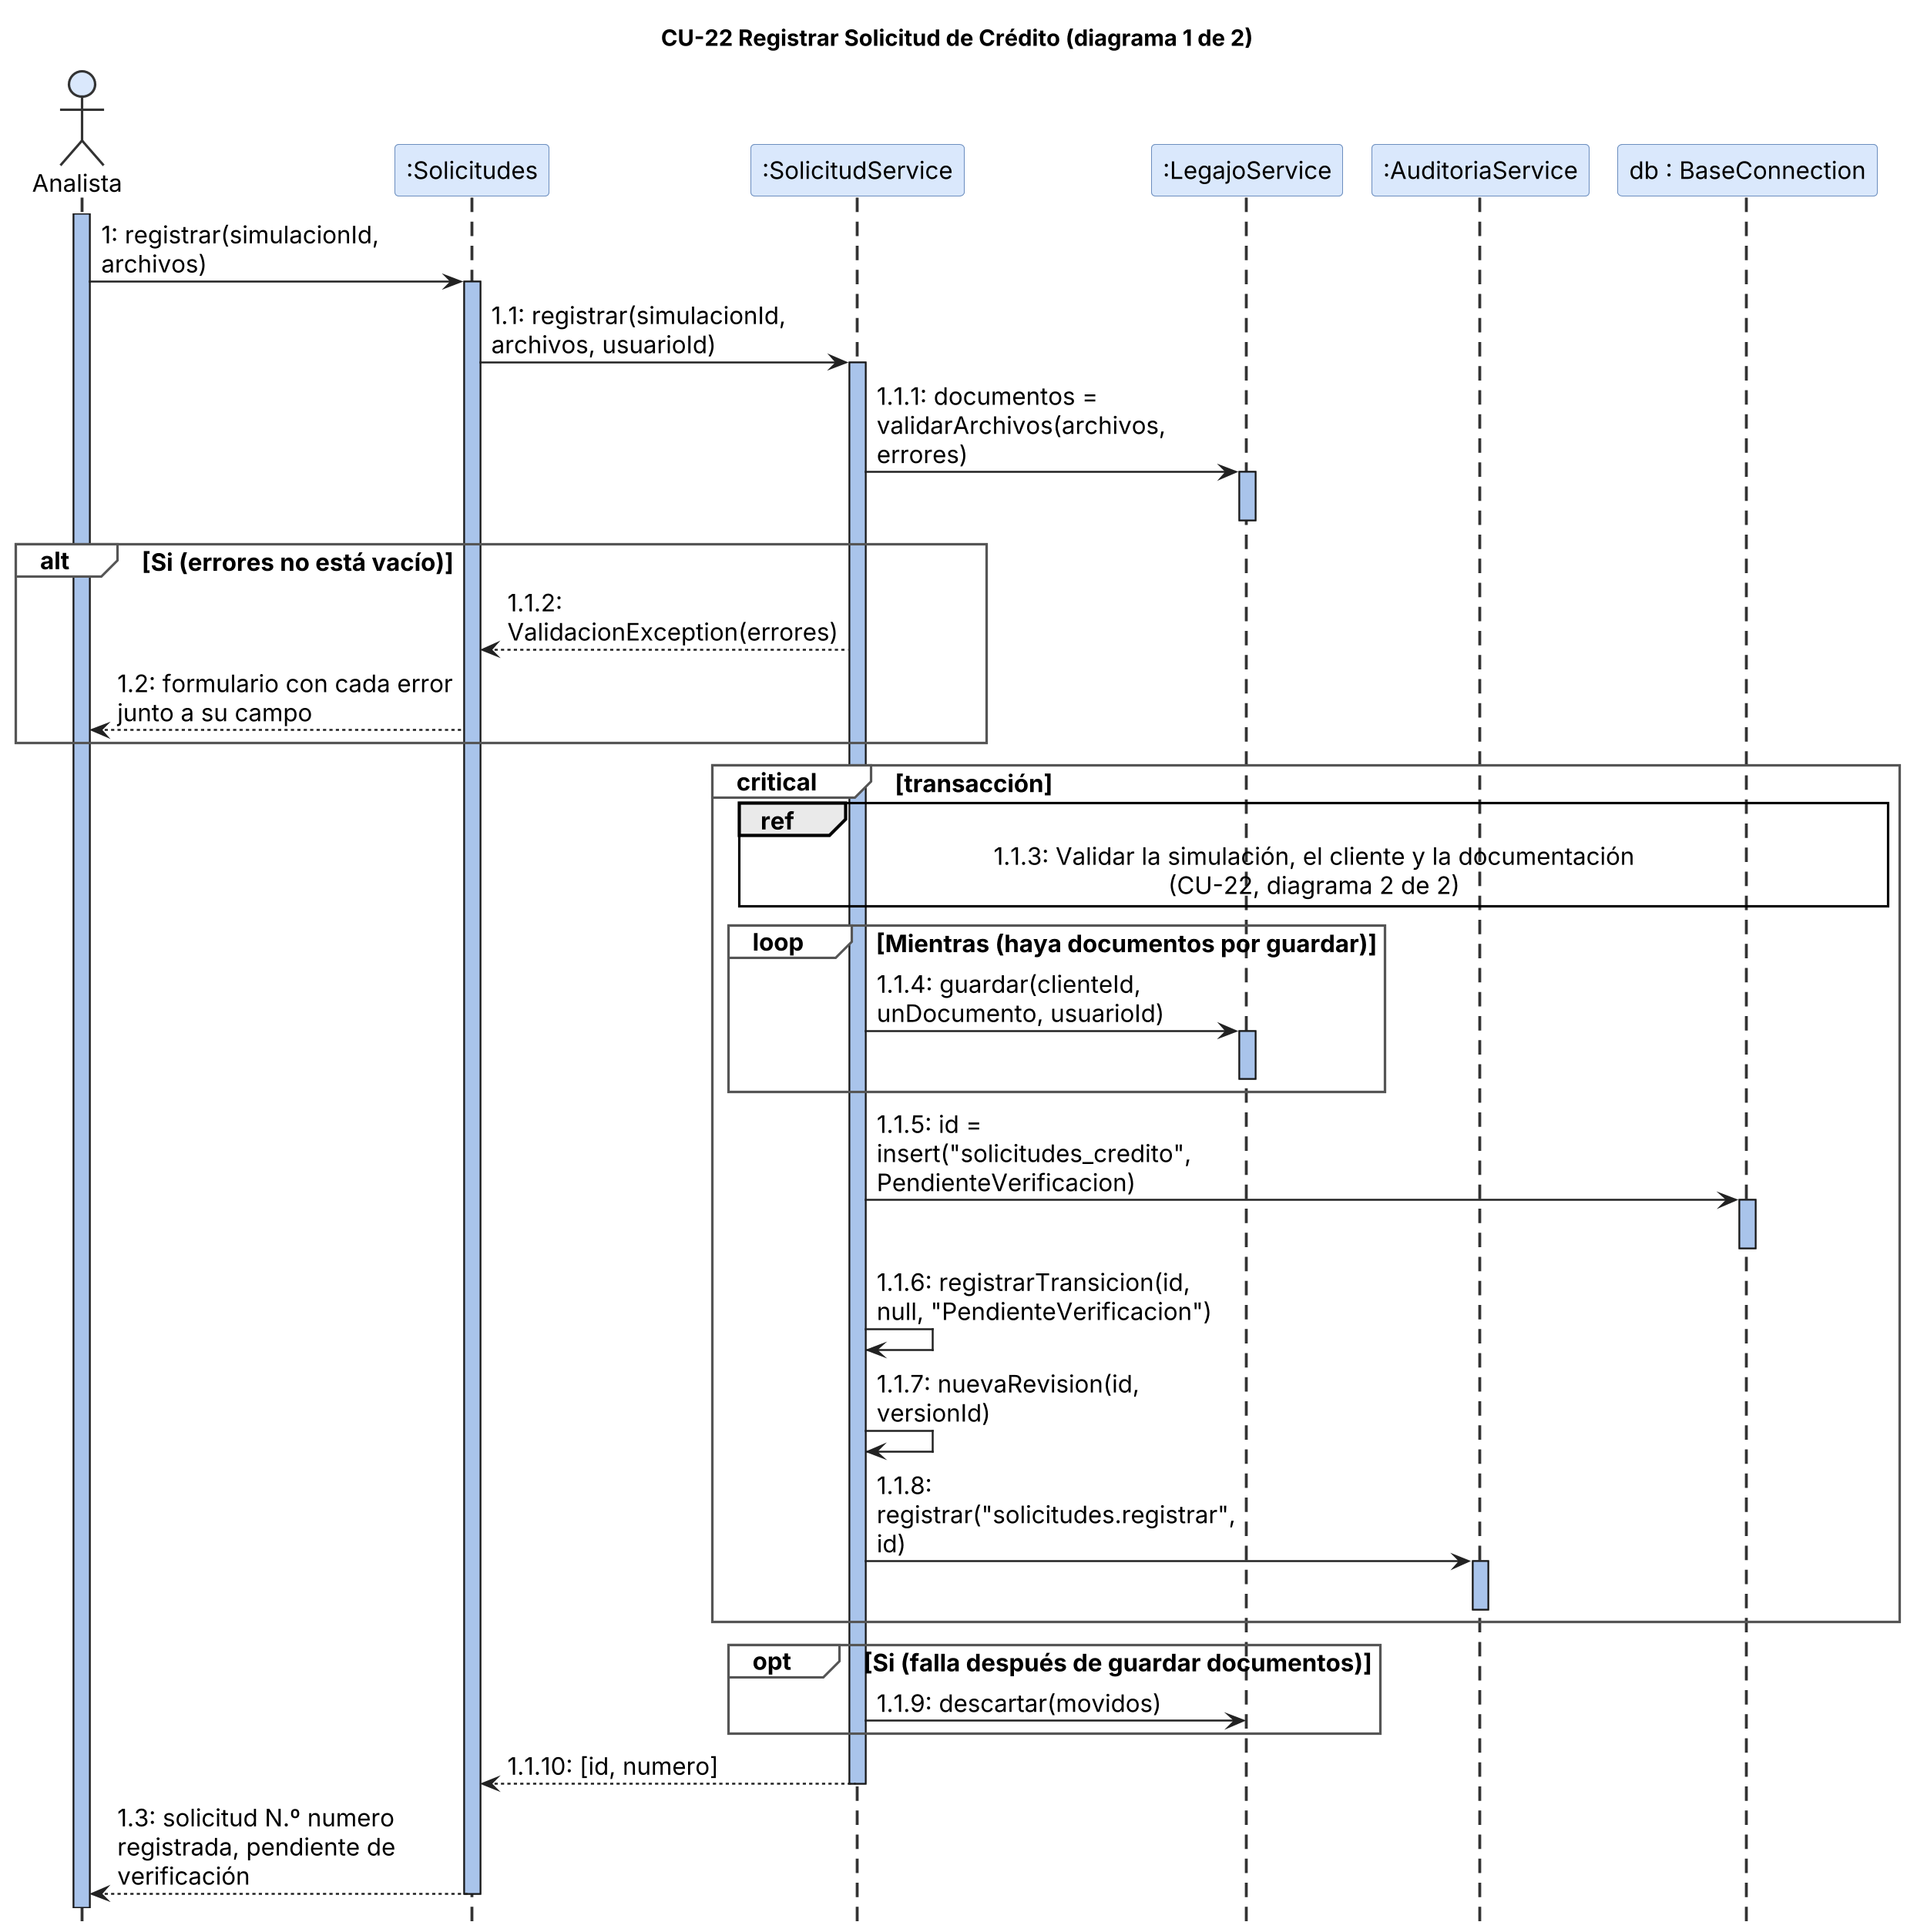 CU-22 Registrar Solicitud de Crédito (diagrama 1 de 2)
Analista
:Solicitudes
:SolicitudService
:LegajoService
:AuditoriaService
db : BaseConnection
1: registrar(simulacionId,
archivos)
1.1: registrar(simulacionId,
archivos, usuarioId)
1.1.1: documentos =
validarArchivos(archivos,
errores)
alt
[Si (errores no está vacío)]
1.1.2:
ValidacionException(errores)
1.2: formulario con cada error
junto a su campo
critical
[transacción]
ref
1.1.3: Validar la simulación, el cliente y la documentación
(CU-22, diagrama 2 de 2)
loop
[Mientras (haya documentos por guardar)]
1.1.4: guardar(clienteId,
unDocumento, usuarioId)
1.1.5: id =
insert("solicitudes_credito",
PendienteVerificacion)
1.1.6: registrarTransicion(id,
null, "PendienteVerificacion")
1.1.7: nuevaRevision(id,
versionId)
1.1.8:
registrar("solicitudes.registrar",
id)
opt
[Si (falla después de guardar documentos)]
1.1.9: descartar(movidos)
1.1.10: [id, numero]
1.3: solicitud N.º numero
registrada, pendiente de
verificación